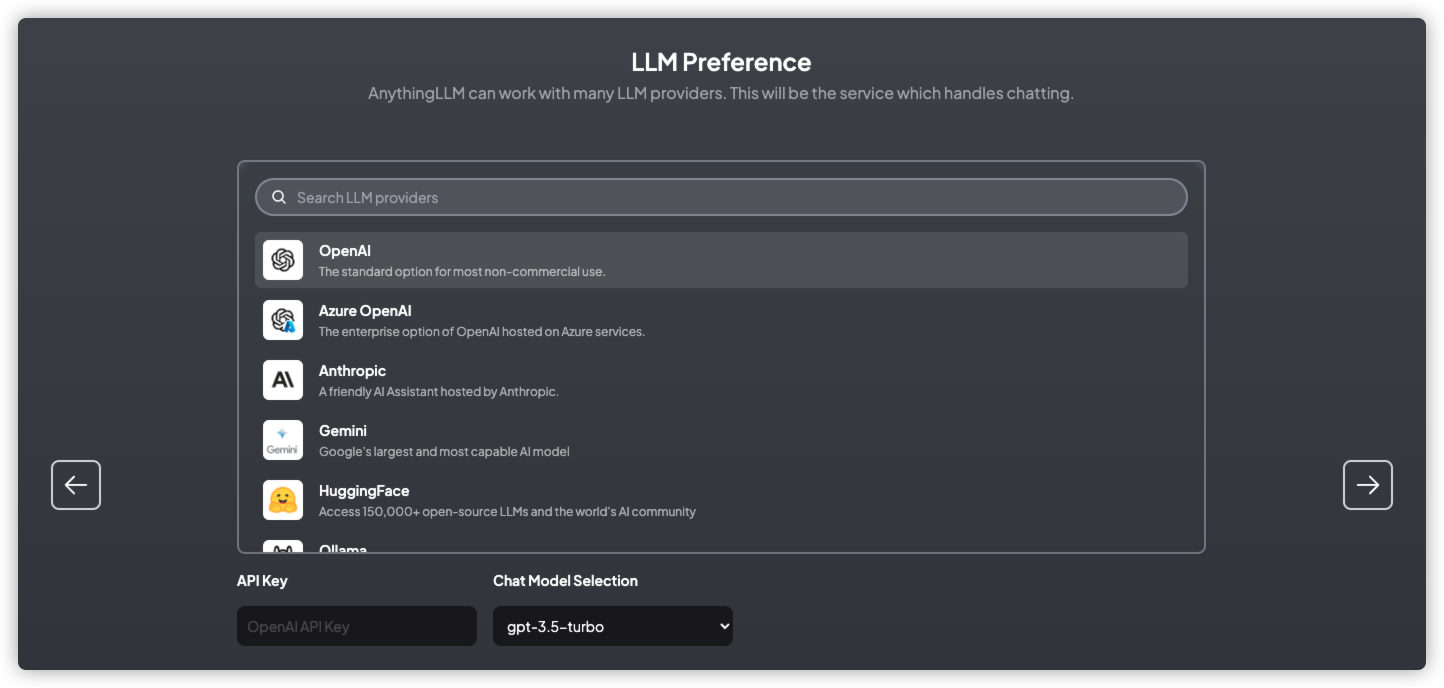 LLM Preference
AnythingLLM can work with many LLM providers. This will be the service which handles chatting.
Search LLM providers
OpenAI
The standard option for most non-commercial use.
Azure OpenAI
The enterprise option of OpenAI hosted on Azure services.
Anthropic
A friendly AI Assistant hosted by Anthropic.
Gemini
Gemini
Google's largest and most capable AI model
HuggingFace
Access 150,000+ open-source LLMs and the world's AI community
Ollama
API Key
Chat Model Selection
OpenAI API Key
gpt-3.5-turbo